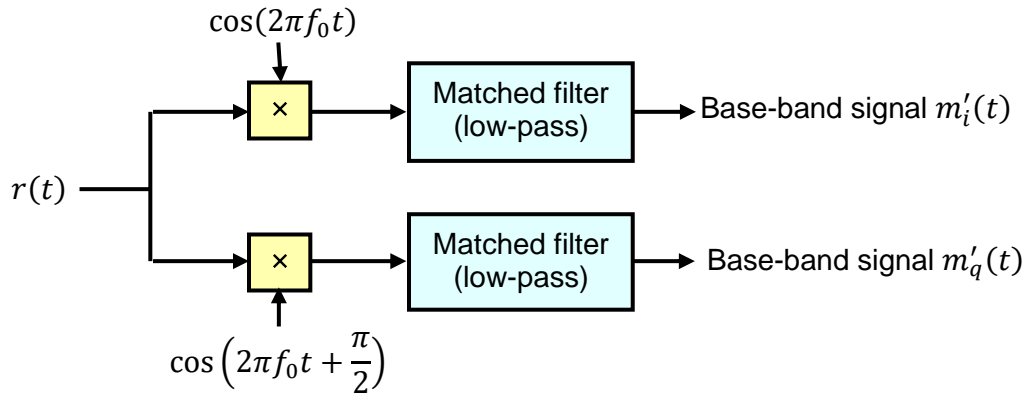 cos(2πf₀t)
×
Matched filter
(low-pass)
Base-band signal m′ᵢ(t)
r(t)
×
Matched filter
(low-pass)
Base-band signal m′_q(t)
cos(2πf₀t + π/2)